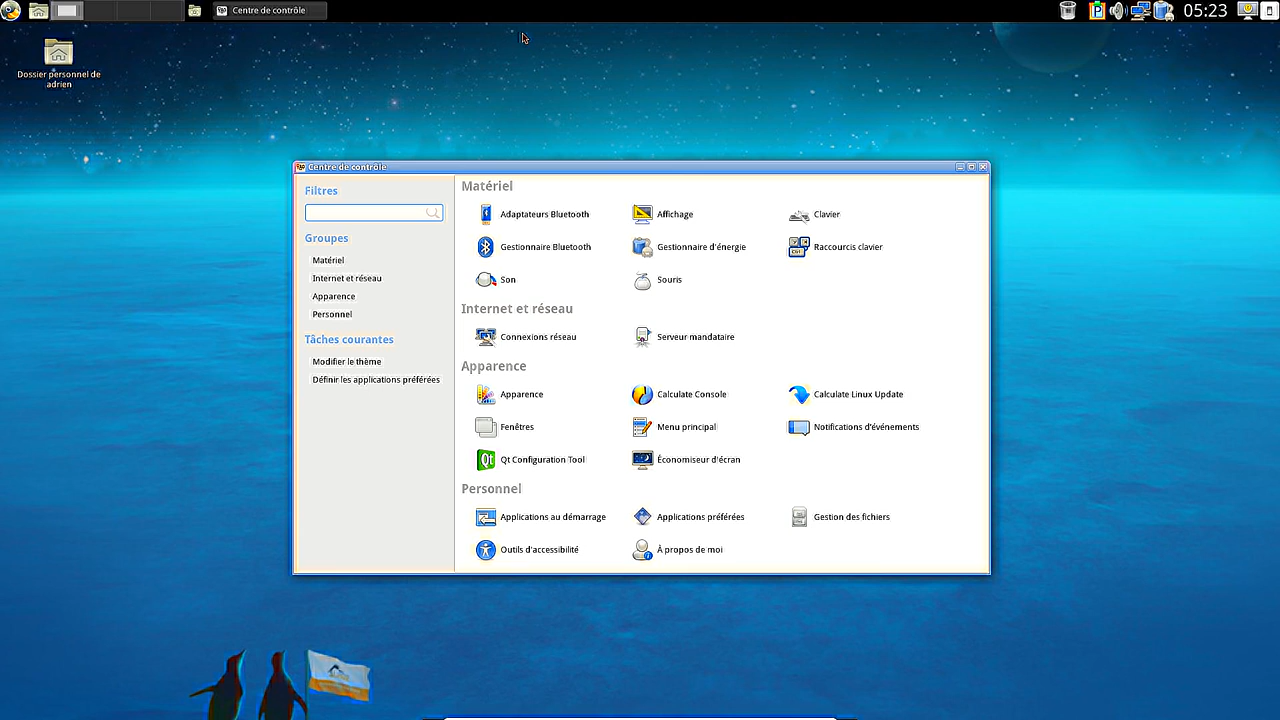 Centre de contrôle
05:23
Dossier personnel de
adrien
Centre de contrôle
Filtres
Groupes
Matériel
Internet et réseau
Apparence
Personnel
Tâches courantes
Modifier le thème
Définir les applications préférées
Matériel
Adaptateurs Bluetooth
Affichage
Clavier
Gestionnaire Bluetooth
Gestionnaire d'énergie
Raccourcis clavier
Son
Souris
Internet et réseau
Connexions réseau
Serveur mandataire
Apparence
Apparence
Calculate Console
Calculate Linux Update
Fenêtres
Menu principal
Notifications d'événements
Qt Configuration Tool
Économiseur d'écran
Personnel
Applications au démarrage
Applications préférées
Gestion des fichiers
Outils d'accessibilité
À propos de moi